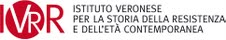 IVRR
ISTITUTO VERONESE
PER LA STORIA DELLA RESISTENZA
E DELL'ETÀ CONTEMPORANEA